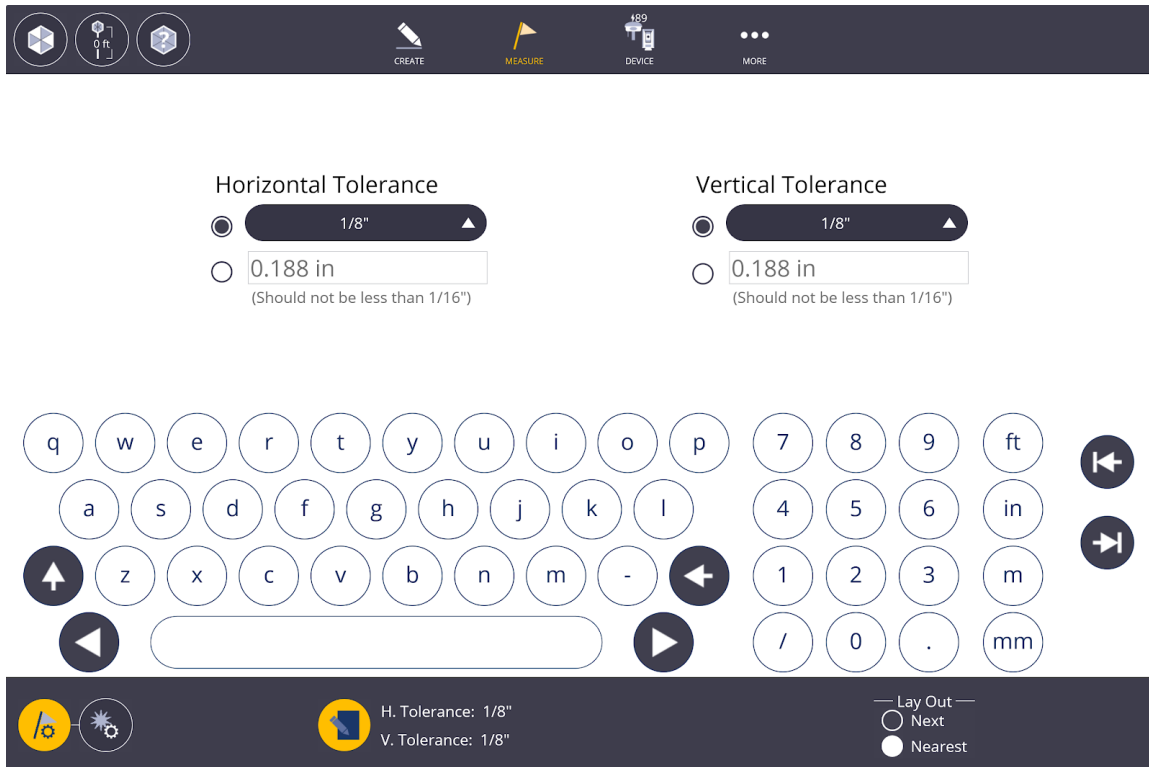 0 ft
?
89
CREATE
MEASURE
DEVICE
MORE
Horizontal Tolerance
Vertical Tolerance
1/8"
1/8"
0.188 in
0.188 in
(Should not be less than 1/16")
(Should not be less than 1/16")
q w e r t y u i o p 7 8 9 ft
a s d f g h j k l 4 5 6 in
z x c v b n m - 1 2 3 m
/ 0 . mm
H. Tolerance: 1/8"
V. Tolerance: 1/8"
Lay Out
Next
Nearest